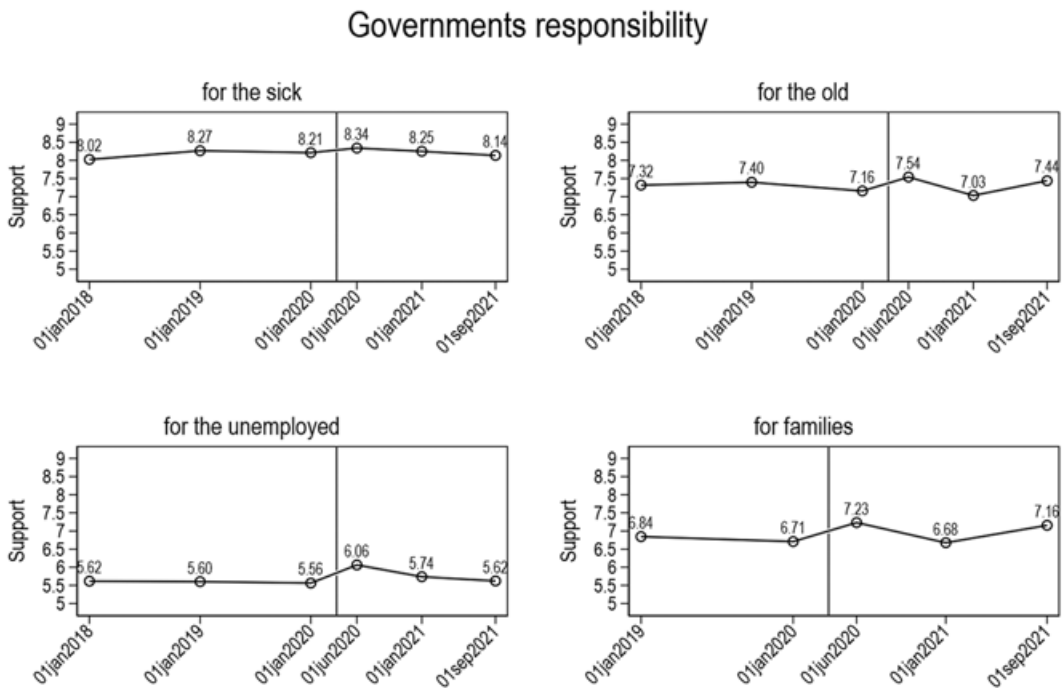 Governments responsibility
for the sick
Support
9
8.5
8
7.5
7
6.5
6
5.5
5
8.02
8.27
8.21
8.34
8.25
8.14
01jan2018
01jan2019
01jan2020
01jun2020
01jan2021
01sep2021
for the old
Support
9
8.5
8
7.5
7
6.5
6
5.5
5
7.32
7.40
7.16
7.54
7.03
7.44
01jan2018
01jan2019
01jan2020
01jun2020
01jan2021
01sep2021
for the unemployed
Support
9
8.5
8
7.5
7
6.5
6
5.5
5
5.62
5.60
5.56
6.06
5.74
5.62
01jan2018
01jan2019
01jan2020
01jun2020
01jan2021
01sep2021
for families
Support
9
8.5
8
7.5
7
6.5
6
5.5
5
6.84
6.71
7.23
6.68
7.16
01jan2019
01jan2020
01jun2020
01jan2021
01sep2021